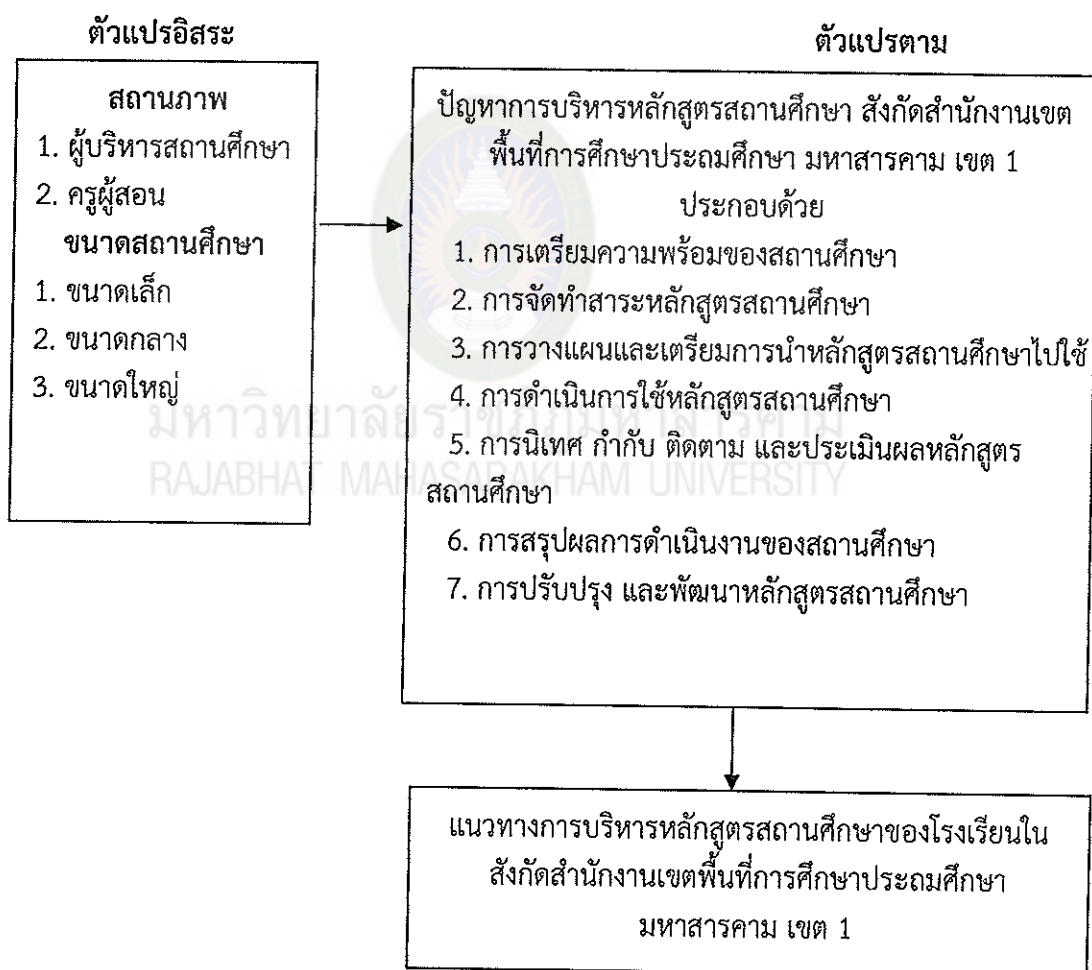 ตัวแปรอิสระ
สถานภาพ
1. ผู้บริหารสถานศึกษา
2. ครูผู้สอน
ขนาดสถานศึกษา
1. ขนาดเล็ก
2. ขนาดกลาง
3. ขนาดใหญ่
ตัวแปรตาม
ปัญหาการบริหารหลักสูตรสถานศึกษา สังกัดสำนักงานเขต
พื้นที่การศึกษาประถมศึกษา มหาสารคาม เขต 1
ประกอบด้วย
1. การเตรียมความพร้อมของสถานศึกษา
2. การจัดทำสาระหลักสูตรสถานศึกษา
3. การวางแผนและเตรียมการนำหลักสูตรสถานศึกษาไปใช้
4. การดำเนินการใช้หลักสูตรสถานศึกษา
5. การนิเทศ กำกับ ติดตาม และประเมินผลหลักสูตร
สถานศึกษา
6. การสรุปผลการดำเนินงานของสถานศึกษา
7. การปรับปรุง และพัฒนาหลักสูตรสถานศึกษา
แนวทางการบริหารหลักสูตรสถานศึกษาของโรงเรียนใน
สังกัดสำนักงานเขตพื้นที่การศึกษาประถมศึกษา
มหาสารคาม เขต 1
มหาวิทยาลัยราชภัฏมหาสารคาม
RAJABHAT MAHASARAKHAM UNIVERSITY